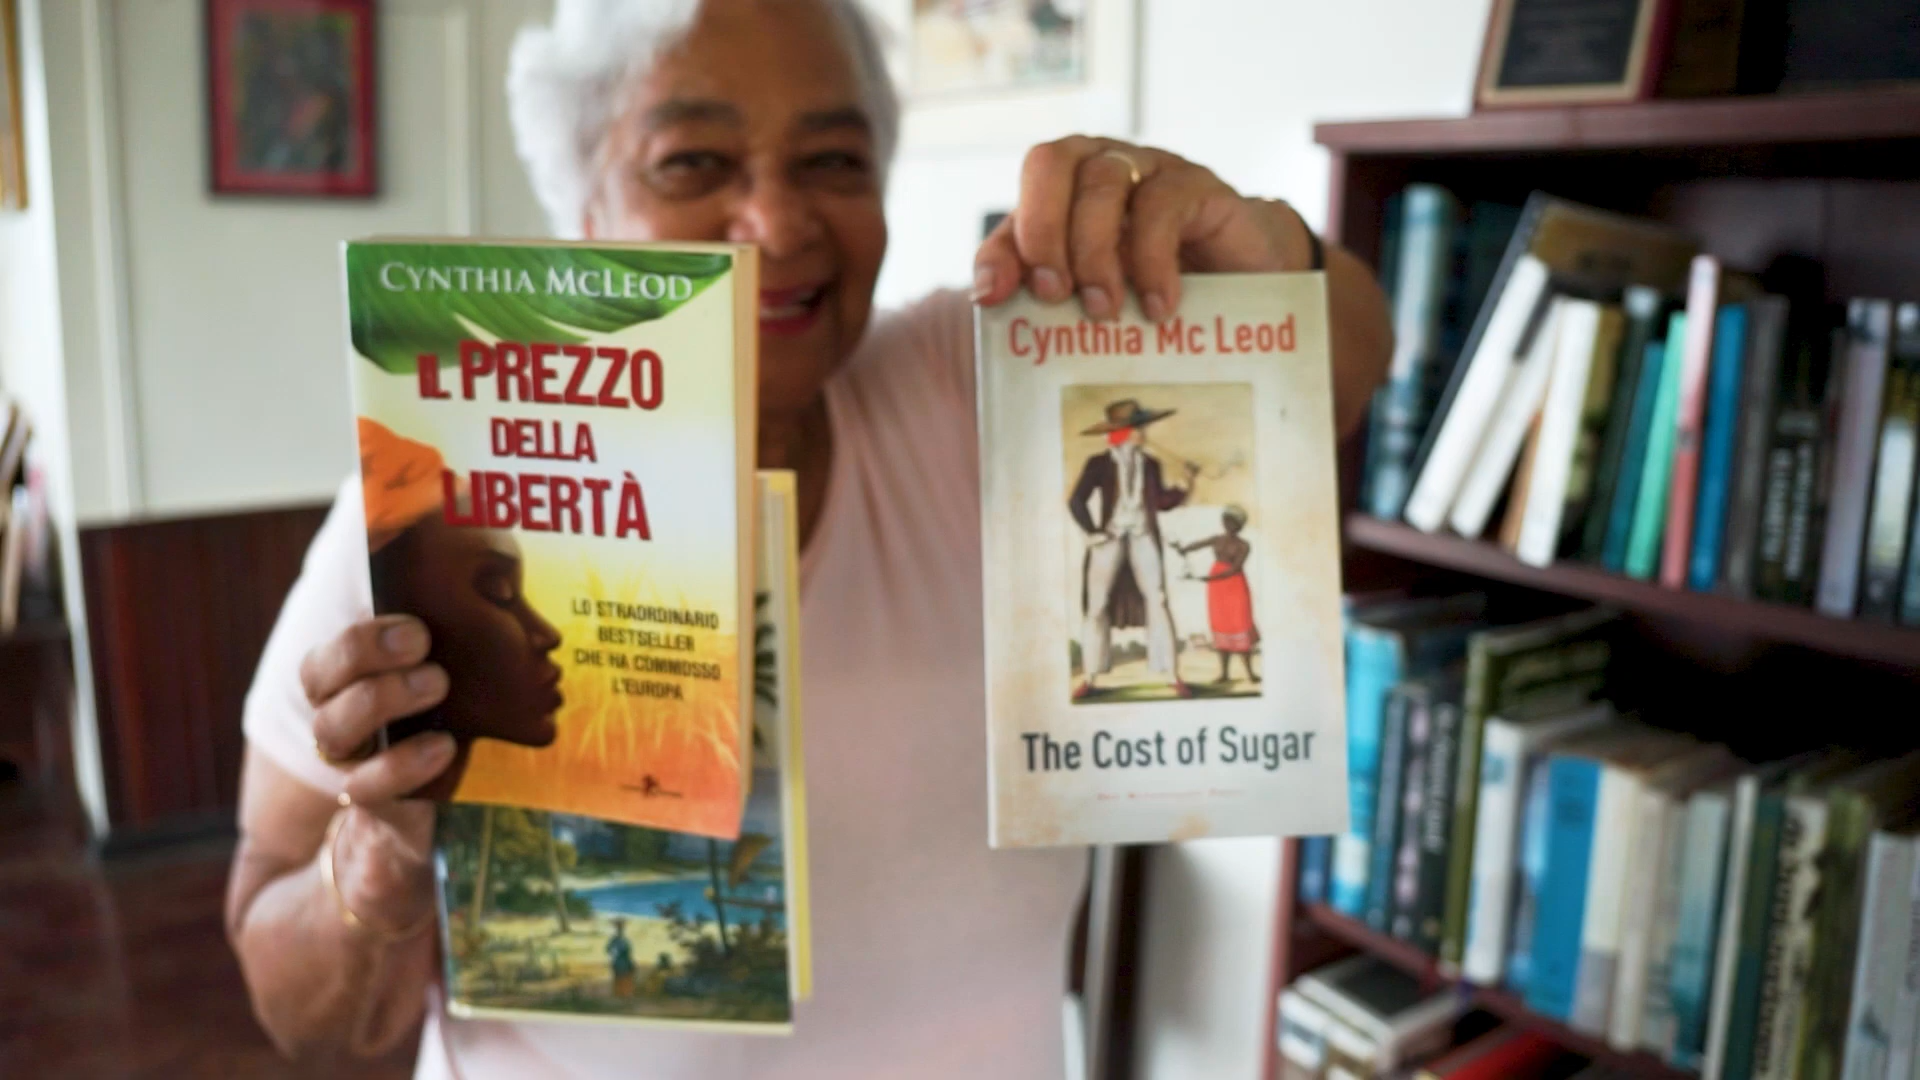 CYNTHIA MCLEOD
IL PREZZO
DELLA
LIBERTÀ
LO STRAORDINARIO
BESTSELLER
CHE HA COMMOSSO
L'EUROPA
Cynthia Mc Leod
The Cost of Sugar